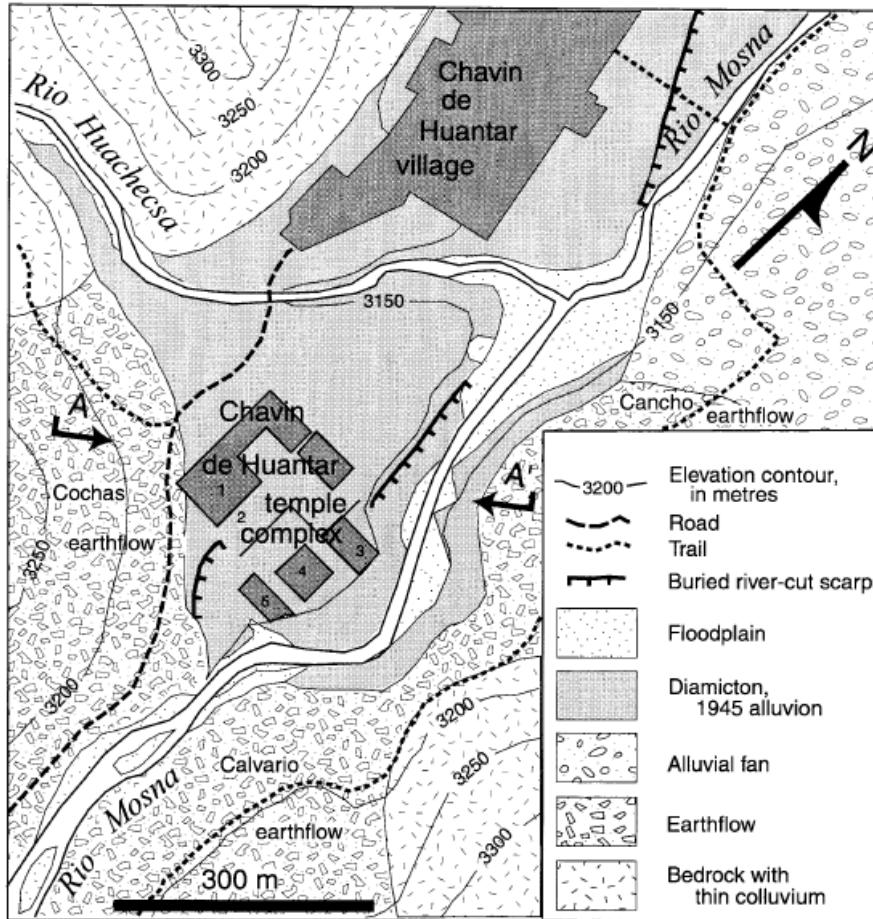 3300
3250
3200
Rio
Huachecsa
Chavin
de
Huantar
village
Rio Mosna
N
3150
3150
Chavin
de Huantar
temple
complex
1
2
3
4
5
A
A'
Cochas
earthflow
3250
3200
Cancho
earthflow
Calvario
earthflow
3200
3250
3300
Rio Mosna
300 m
3200
Elevation contour,
in metres
Road
Trail
Buried river-cut scarp
Floodplain
Diamicton,
1945 alluvion
Alluvial fan
Earthflow
Bedrock with
thin colluvium